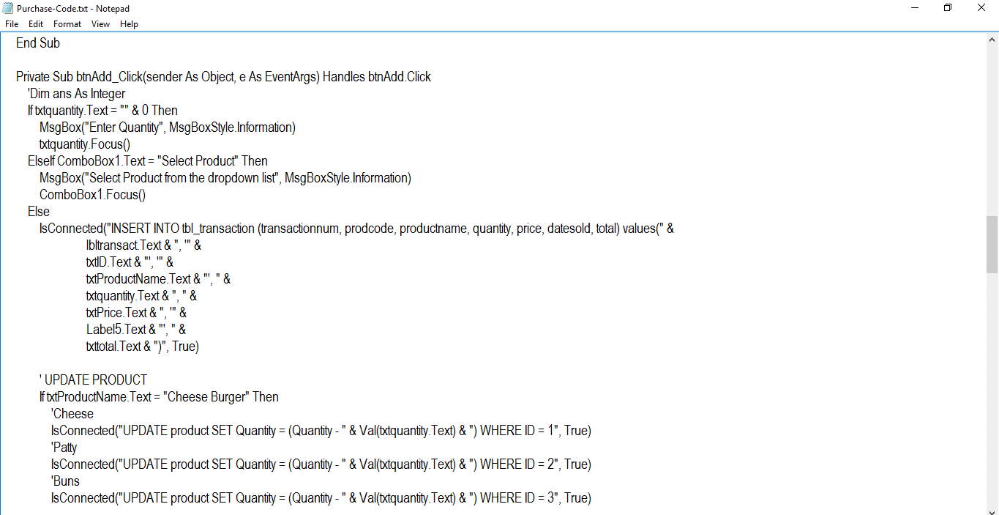 Purchase-Code.txt - Notepad
File Edit Format View Help
End Sub
Private Sub btnAdd_Click(sender As Object, e As EventArgs) Handles btnAdd.Click
'Dim ans As Integer
If txtquantity.Text = "" & 0 Then
MsgBox("Enter Quantity", MsgBoxStyle.Information)
txtquantity.Focus()
ElseIf ComboBox1.Text = "Select Product" Then
MsgBox("Select Product from the dropdown list", MsgBoxStyle.Information)
ComboBox1.Focus()
Else
IsConnected("INSERT INTO tbl_transaction (transactionnum, prodcode, productname, quantity, price, datesold, total) values(" &
lbltransact.Text & ", '" &
txtID.Text & "', '" &
txtProductName.Text & "', " &
txtquantity.Text & ", " &
txtPrice.Text & ", '" &
Label5.Text & "', " &
txttotal.Text & ")", True)
' UPDATE PRODUCT
If txtProductName.Text = "Cheese Burger" Then
'Cheese
IsConnected("UPDATE product SET Quantity = (Quantity - " & Val(txtquantity.Text) & ") WHERE ID = 1", True)
'Patty
IsConnected("UPDATE product SET Quantity = (Quantity - " & Val(txtquantity.Text) & ") WHERE ID = 2", True)
'Buns
IsConnected("UPDATE product SET Quantity = (Quantity - " & Val(txtquantity.Text) & ") WHERE ID = 3", True)